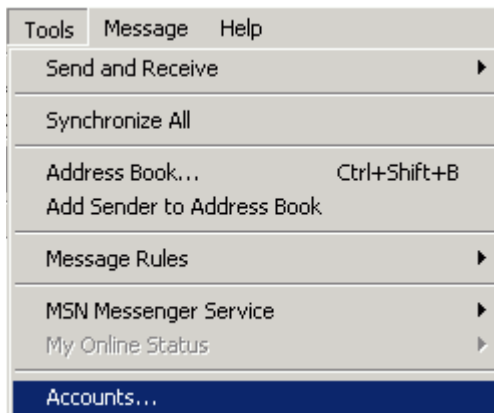 Tools Message Help
Send and Receive
Synchronize All
Address Book... Ctrl+Shift+B
Add Sender to Address Book
Message Rules
MSN Messenger Service
My Online Status
Accounts...